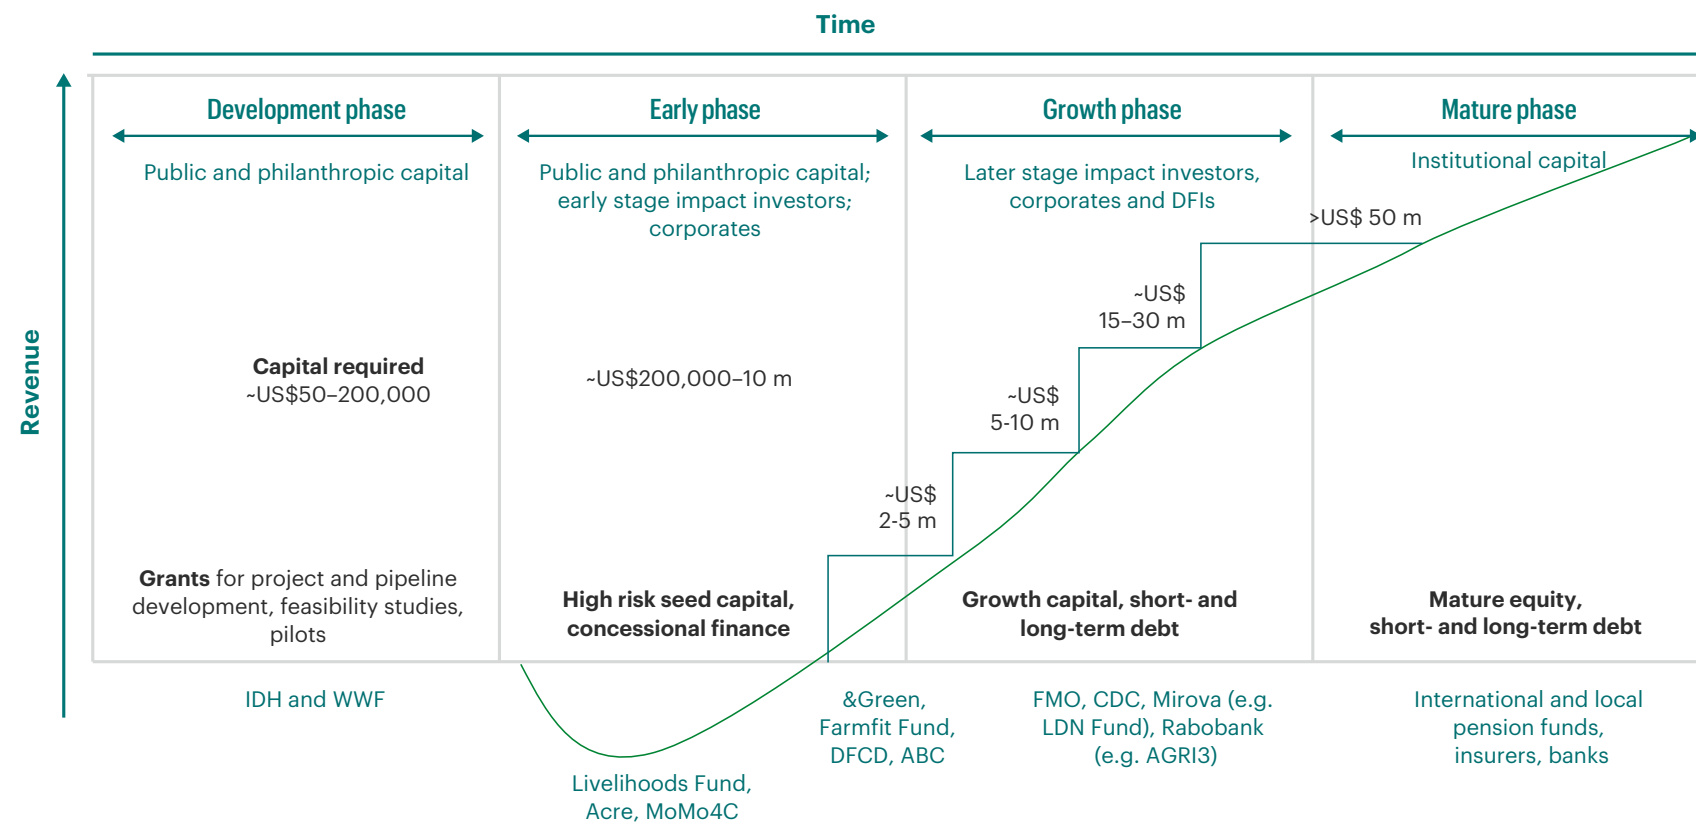 Time
Revenue
Development phase
Public and philanthropic capital
Capital required
~US$50–200,000
Grants for project and pipeline
development, feasibility studies,
pilots
IDH and WWF
Early phase
Public and philanthropic capital;
early stage impact investors;
corporates
~US$200,000–10 m
High risk seed capital,
concessional finance
Livelihoods Fund,
Acre, MoMo4C
~US$
2-5 m
&Green,
Farmfit Fund,
DFCD, ABC
Growth phase
Later stage impact investors,
corporates and DFIs
~US$
5-10 m
~US$
15–30 m
Growth capital, short- and
long-term debt
FMO, CDC, Mirova (e.g.
LDN Fund), Rabobank
(e.g. AGRI3)
Mature phase
Institutional capital
>US$ 50 m
Mature equity,
short- and long-term debt
International and local
pension funds,
insurers, banks